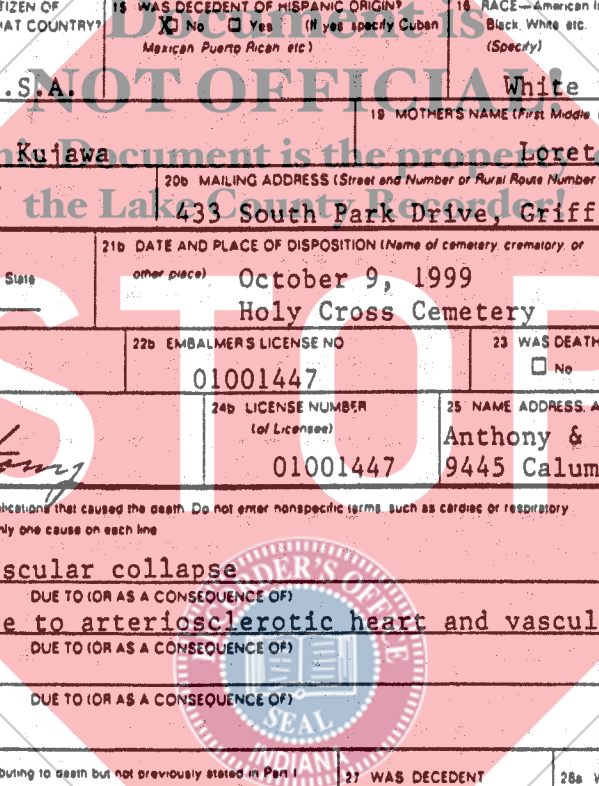 TIZEN OF
HAT COUNTRY?
15 WAS DECEDENT OF HISPANIC ORIGIN?
X No Yes (If yes specify Cuban
Mexican Puerto Rican etc)
16 RACE—American I
Black, White etc.
(Specify)
.S.A.
White
Document is
NOT OFFICIAL!
19 MOTHER'S NAME (First Middle
Kujawa
Loret
Document is the property
the Lake County Recorder!
20b MAILING ADDRESS (Street and Number or Rural Route Number
433 South Park Drive, Griff
21b DATE AND PLACE OF DISPOSITION (Name of cemetery, crematory, or
other place)
State
October 9, 1999
Holy Cross Cemetery
STOP
22b EMBALMER'S LICENSE NO
01001447
23 WAS DEATH
No
24b LICENSE NUMBER
(of Licensee)
01001447
25 NAME ADDRESS, A
Anthony &
9445 Calum
plications that caused the death Do not enter nonspecific terms such as cardiac or respiratory
nly one cause on each line
scular collapse
DUE TO (OR AS A CONSEQUENCE OF)
e to arteriosclerotic heart and vascul
DUE TO (OR AS A CONSEQUENCE OF)
DUE TO (OR AS A CONSEQUENCE OF)
RECORDER'S OFFICE
SEAL
INDIAN
buting to death but not previously stated in Part I
27 WAS DECEDENT
28a W